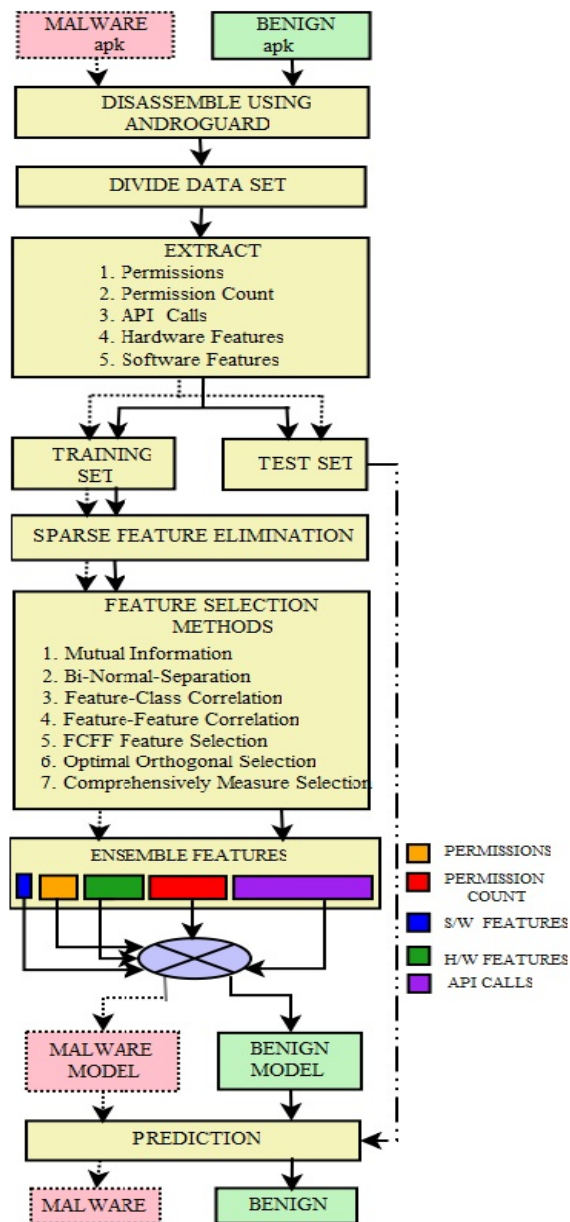 MALWARE
apk
BENIGN
apk
DISASSEMBLE USING
ANDROGUARD
DIVIDE DATA SET
EXTRACT
1. Permissions
2. Permission Count
3. API Calls
4. Hardware Features
5. Software Features
TRAINING
SET
TEST SET
SPARSE FEATURE ELIMINATION
FEATURE SELECTION
METHODS
1. Mutual Information
2. Bi-Normal-Separation
3. Feature-Class Correlation
4. Feature-Feature Correlation
5. FCFF Feature Selection
6. Optimal Orthogonal Selection
7. Comprehensively Measure Selection
ENSEMBLE FEATURES
PERMISSIONS
PERMISSION
COUNT
S/W FEATURES
H/W FEATURES
API CALLS
MALWARE
MODEL
BENIGN
MODEL
PREDICTION
MALWARE
BENIGN